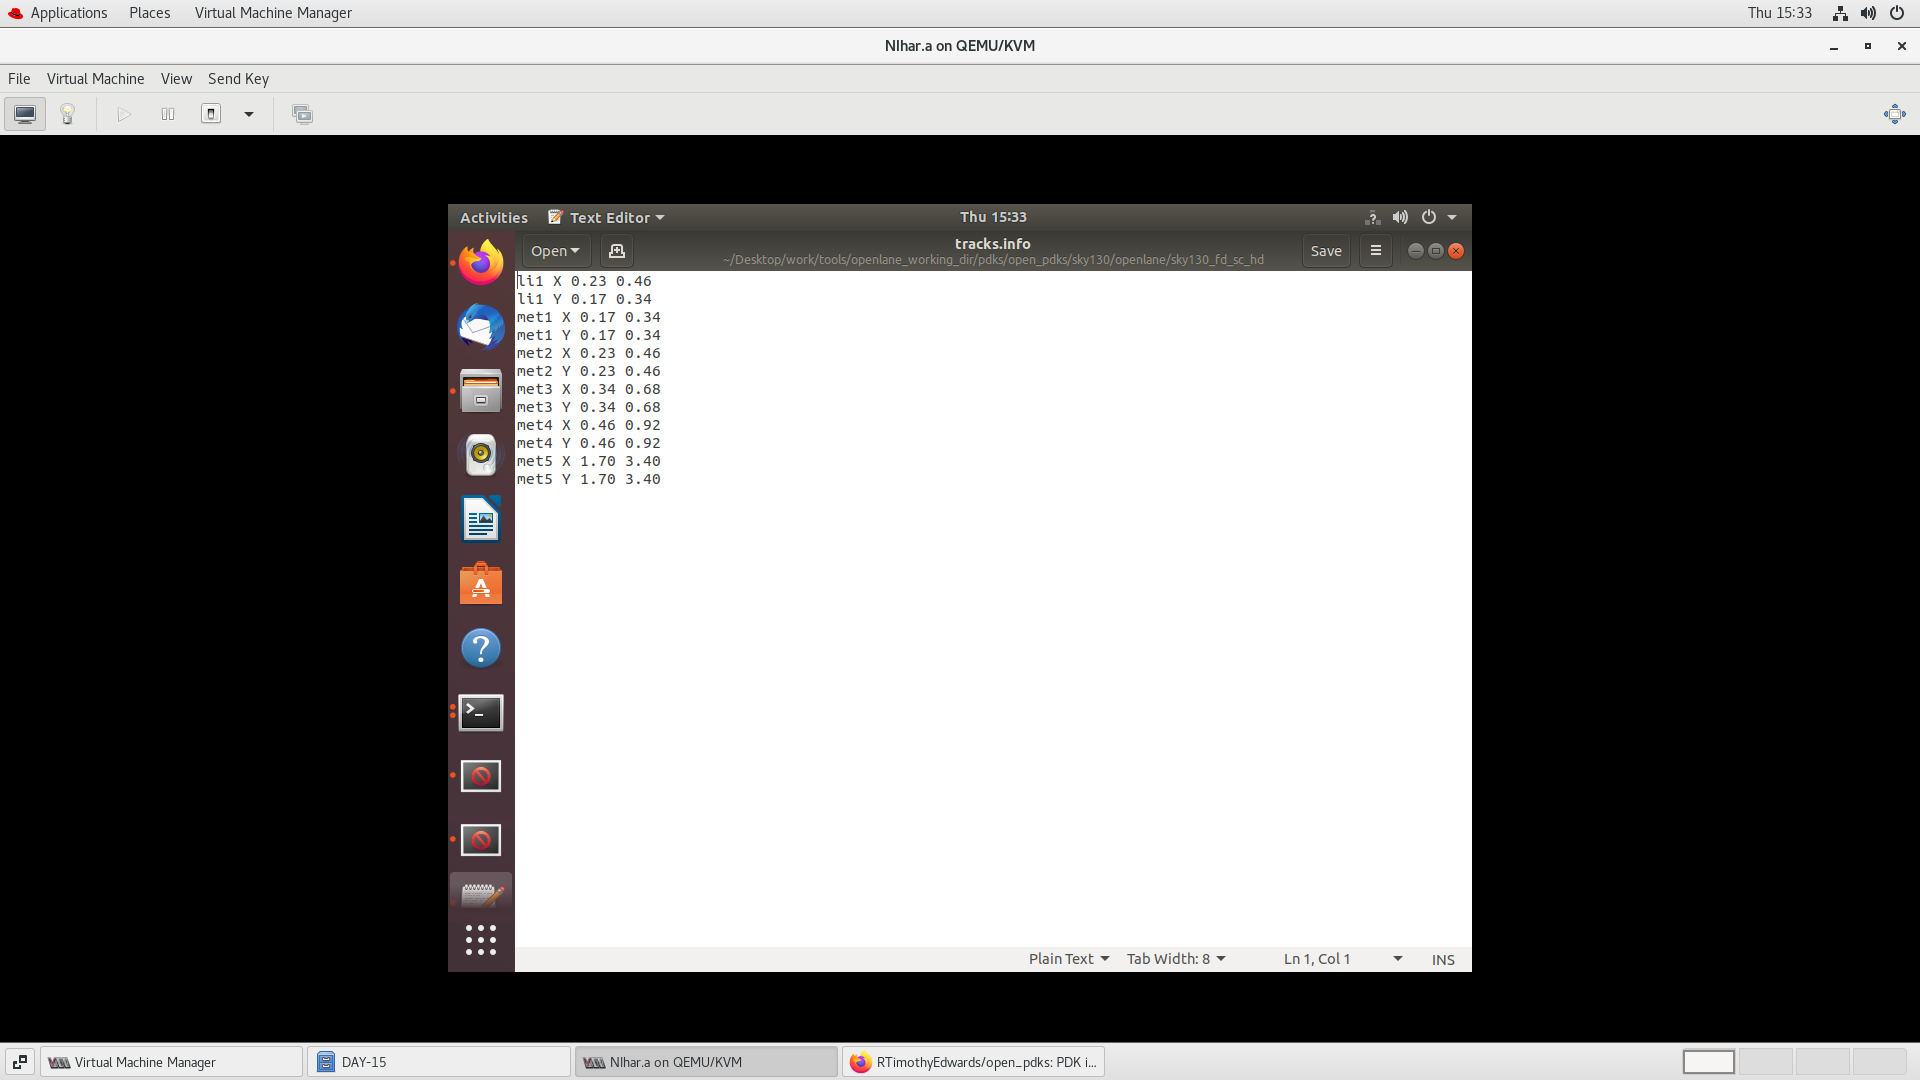 Applications Places Virtual Machine Manager Thu 15:33
NIhar.a on QEMU/KVM
File Virtual Machine View Send Key
Activities Text Editor Thu 15:33
Open tracks.info Save
~/Desktop/work/tools/openlane_working_dir/pdks/open_pdks/sky130/openlane/sky130_fd_sc_hd
li1 X 0.23 0.46
li1 Y 0.17 0.34
met1 X 0.17 0.34
met1 Y 0.17 0.34
met2 X 0.23 0.46
met2 Y 0.23 0.46
met3 X 0.34 0.68
met3 Y 0.34 0.68
met4 X 0.46 0.92
met4 Y 0.46 0.92
met5 X 1.70 3.40
met5 Y 1.70 3.40
Plain Text Tab Width: 8 Ln 1, Col 1 INS
Virtual Machine Manager DAY-15 NIhar.a on QEMU/KVM RTimothyEdwards/open_pdks: PDK i...